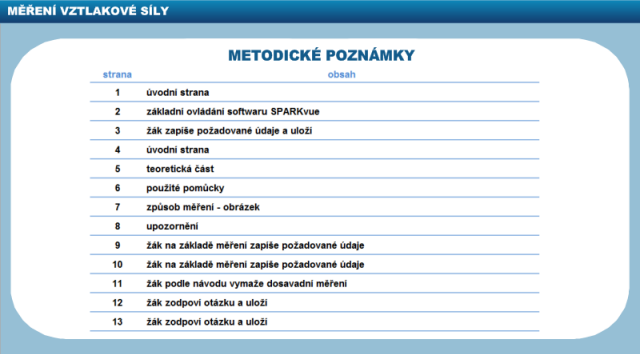 MĚŘENÍ VZTLAKOVÉ SÍLY
METODICKÉ POZNÁMKY
strana obsah
1 úvodní strana
2 základní ovládání softwaru SPARKvue
3 žák zapíše požadované údaje a uloží
4 úvodní strana
5 teoretická část
6 použité pomůcky
7 způsob měření - obrázek
8 upozornění
9 žák na základě měření zapíše požadované údaje
10 žák na základě měření zapíše požadované údaje
11 žák podle návodu vymaže dosavadní měření
12 žák zodpoví otázku a uloží
13 žák zodpoví otázku a uloží